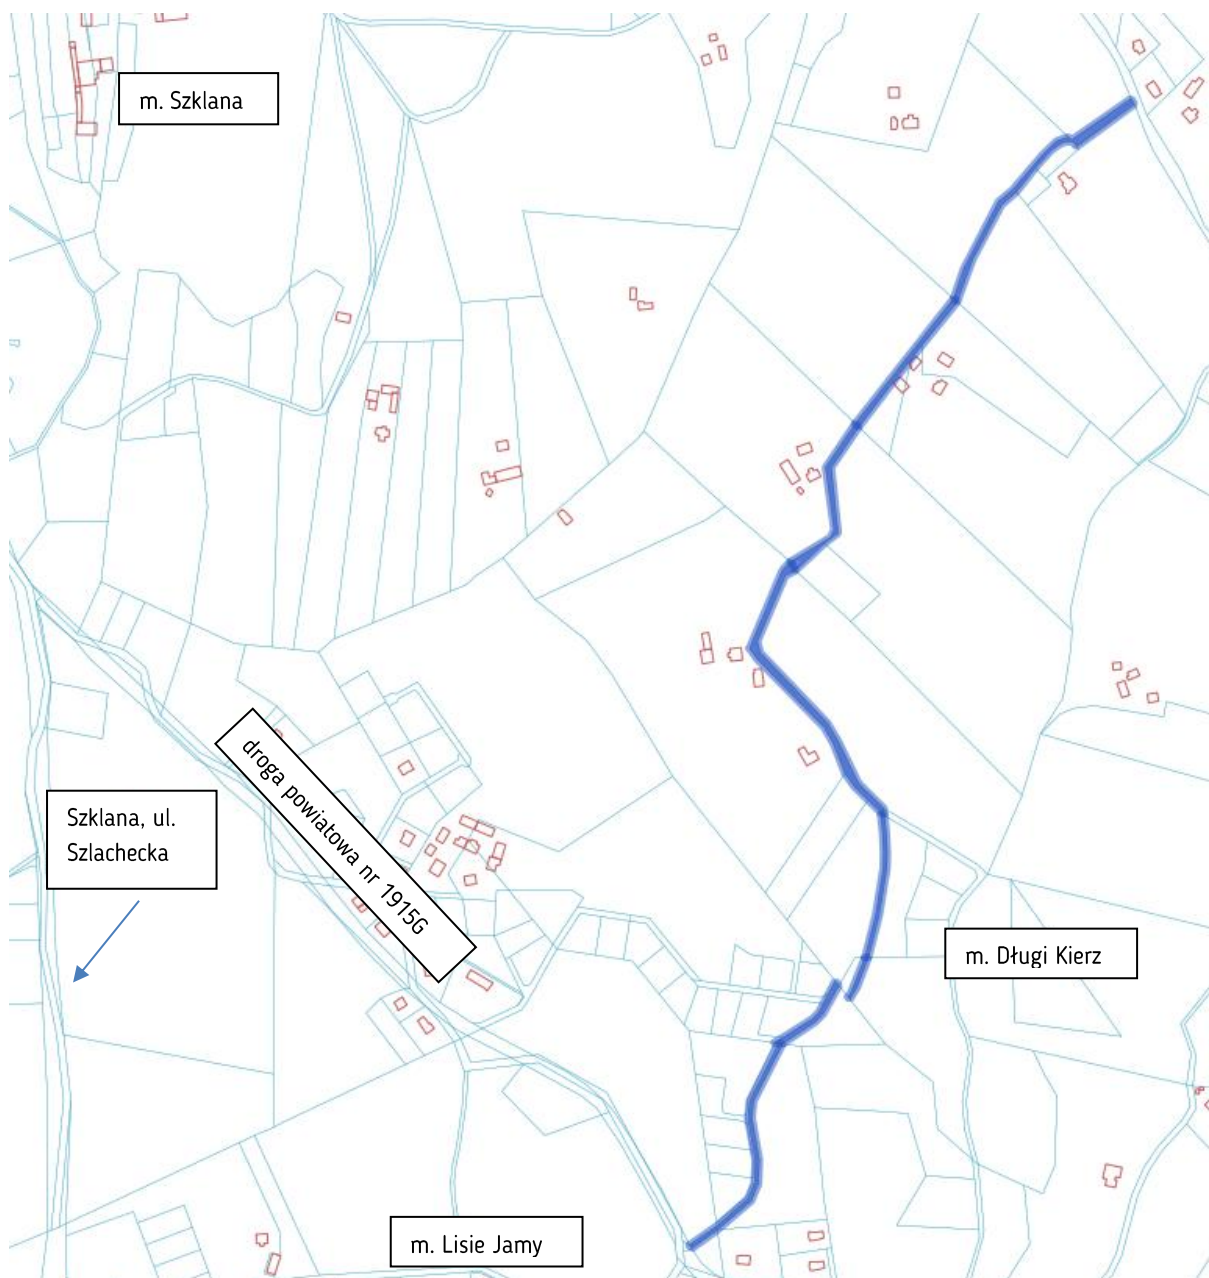 m. Szklana
droga powiatowa nr 1915G
Szklana, ul.
Szlachecka
m. Długi Kierz
m. Lisie Jamy